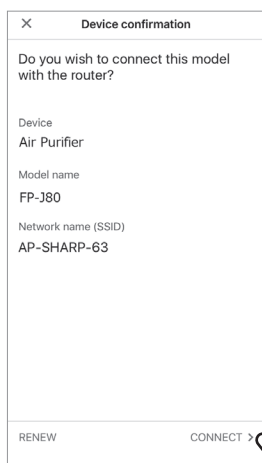 Device confirmation
Do you wish to connect this model
with the router?
Device
Air Purifier
Model name
FP-J80
Network name (SSID)
AP-SHARP-63
RENEW
CONNECT >